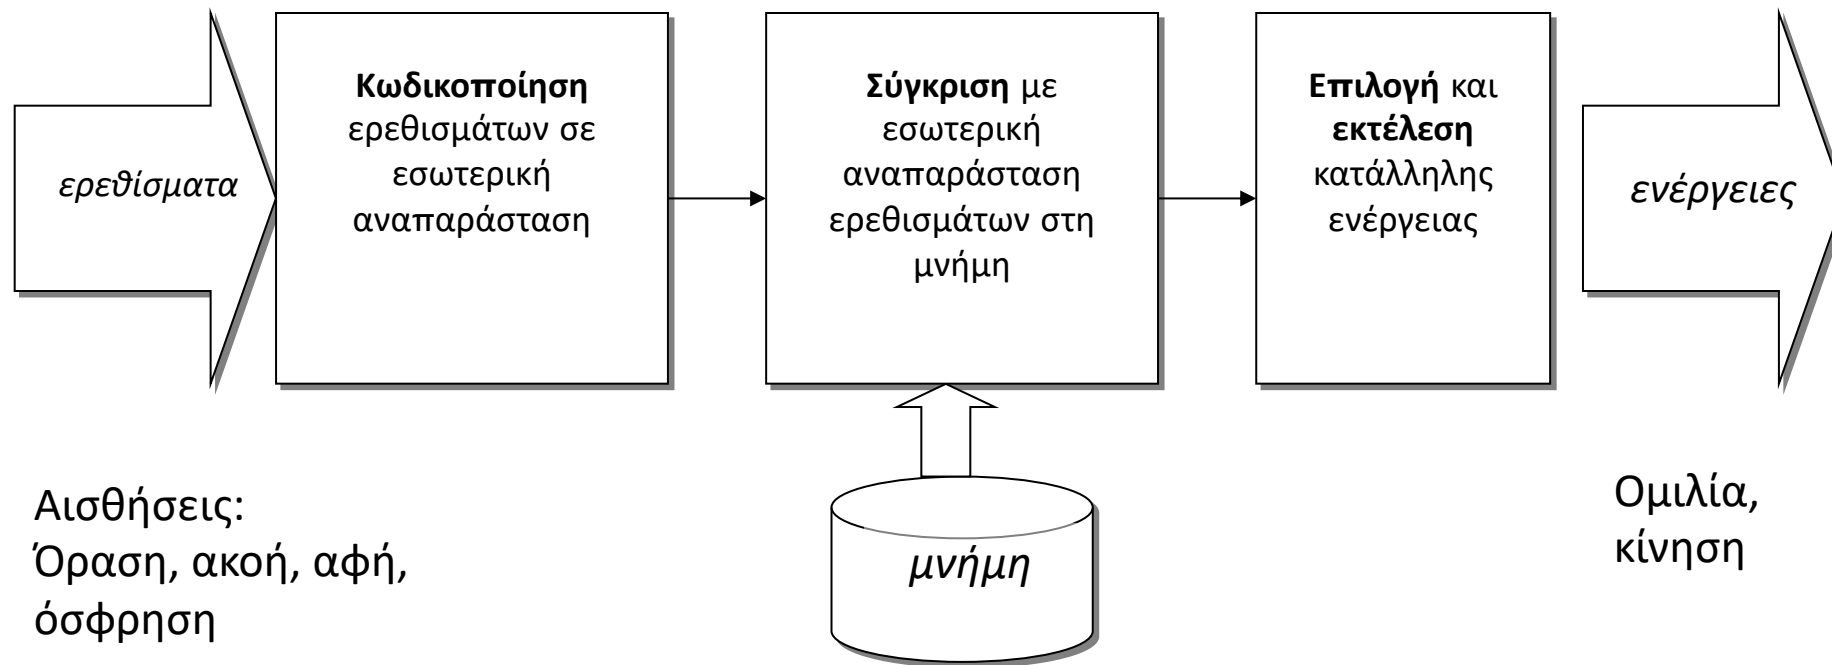 ερεθίσματα
Κωδικοποίηση
ερεθισμάτων σε
εσωτερική
αναπαράσταση
Σύγκριση με
εσωτερική
αναπαράσταση
ερεθισμάτων στη
μνήμη
Επιλογή και
εκτέλεση
κατάλληλης
ενέργειας
ενέργειες
μνήμη
Αισθήσεις:
Όραση, ακοή, αφή,
όσφρηση
Ομιλία,
κίνηση